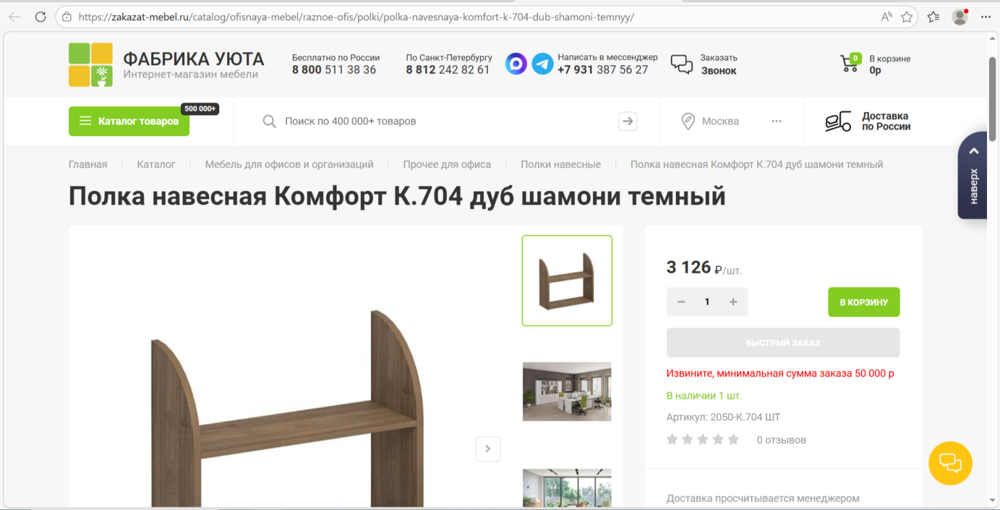 https://zakazat-mebel.ru/catalog/ofisnaya-mebel/raznoe-ofis/polki/polka-navesnaya-komfort-k-704-dub-shamoni-temnyy/
ФАБРИКА УЮТА
Интернет-магазин мебели
Бесплатно по России
8 800 511 38 36
По Санкт-Петербургу
8 812 242 82 61
Написать в мессенджер
+7 931 387 56 27
Заказать
Звонок
0
В корзине
0р
Каталог товаров
500 000+
Поиск по 400 000+ товаров
Москва
Доставка
по России
наверх
Главная
Каталог
Мебель для офисов и организаций
Прочее для офиса
Полки навесные
Полка навесная Комфорт К.704 дуб шамони темный
Полка навесная Комфорт К.704 дуб шамони темный
3 126 ₽/шт.
1
В КОРЗИНУ
БЫСТРЫЙ ЗАКАЗ
Извините, минимальная сумма заказа 50 000 р
В наличии 1 шт.
Артикул: 2050-К.704 ШТ
0 отзывов
Доставка просчитывается менеджером